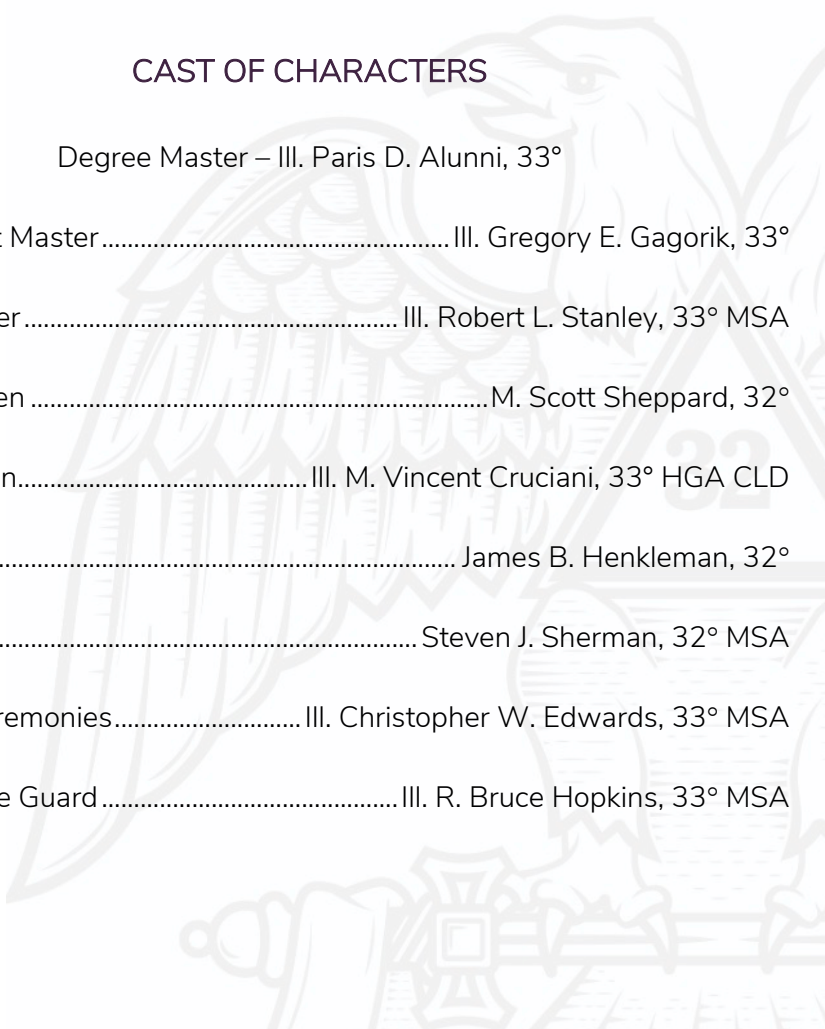 CAST OF CHARACTERS
Degree Master – Ill. Paris D. Alunni, 33°
Master........................................................Ill. Gregory E. Gagorik, 33°
er............................................................Ill. Robert L. Stanley, 33° MSA
en.........................................................................M. Scott Sheppard, 32°
n..............................................Ill. M. Vincent Cruciani, 33° HGA CLD
.........................................................................James B. Henkleman, 32°
...................................................................Steven J. Sherman, 32° MSA
remonies..............................Ill. Christopher W. Edwards, 33° MSA
e Guard...............................................Ill. R. Bruce Hopkins, 33° MSA
32